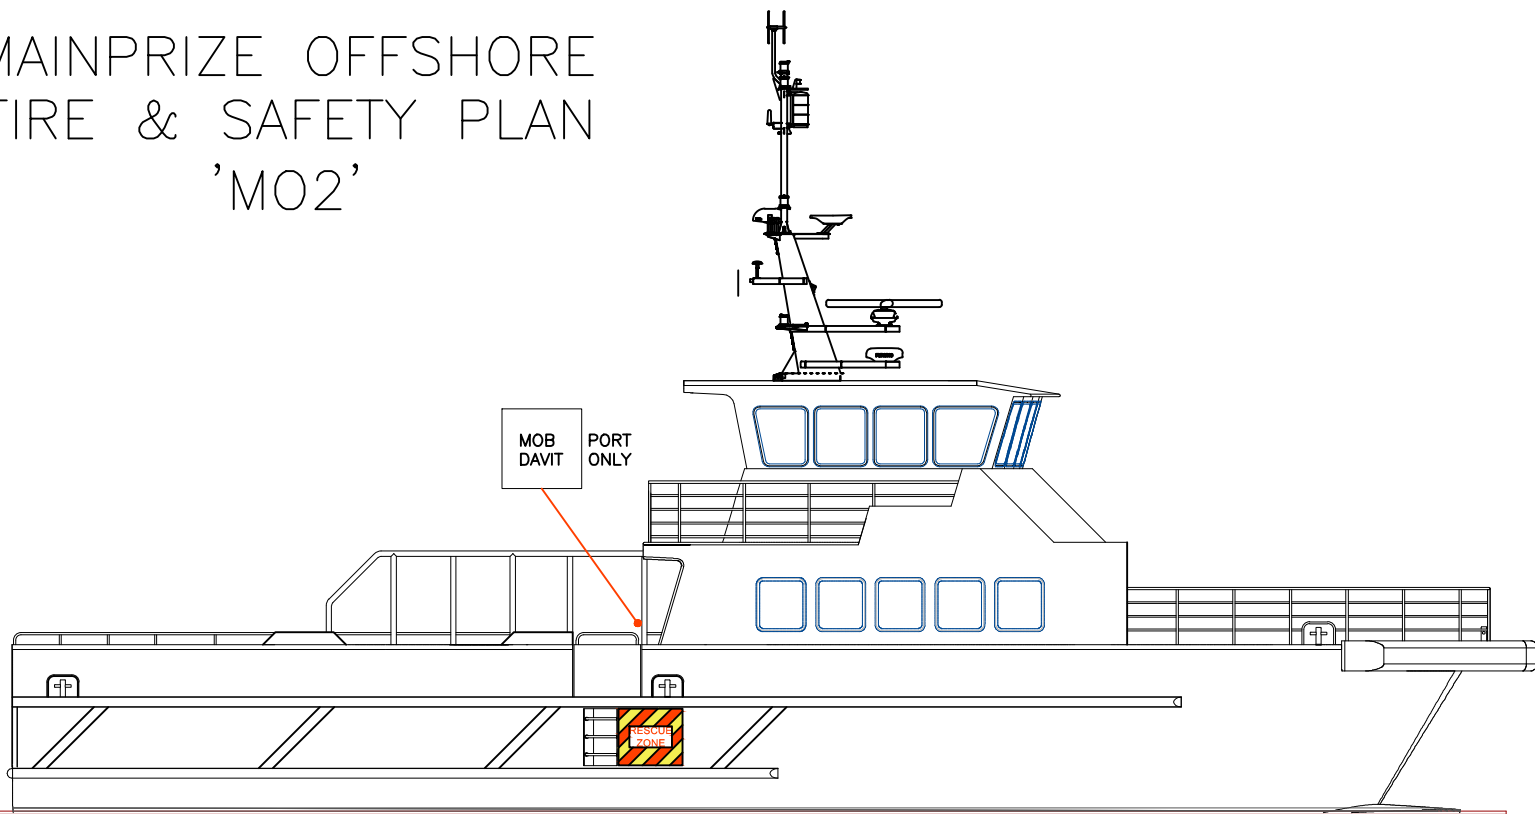 MAINPRIZE OFFSHORE
FIRE & SAFETY PLAN
'MO2'
MOB
DAVIT
PORT
ONLY
RESCUE
ZONE